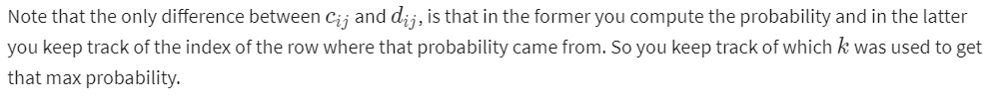 Note that the only difference between c_{ij} and d_{ij}, is that in the former you compute the probability and in the latter
you keep track of the index of the row where that probability came from. So you keep track of which k was used to get
that max probability.